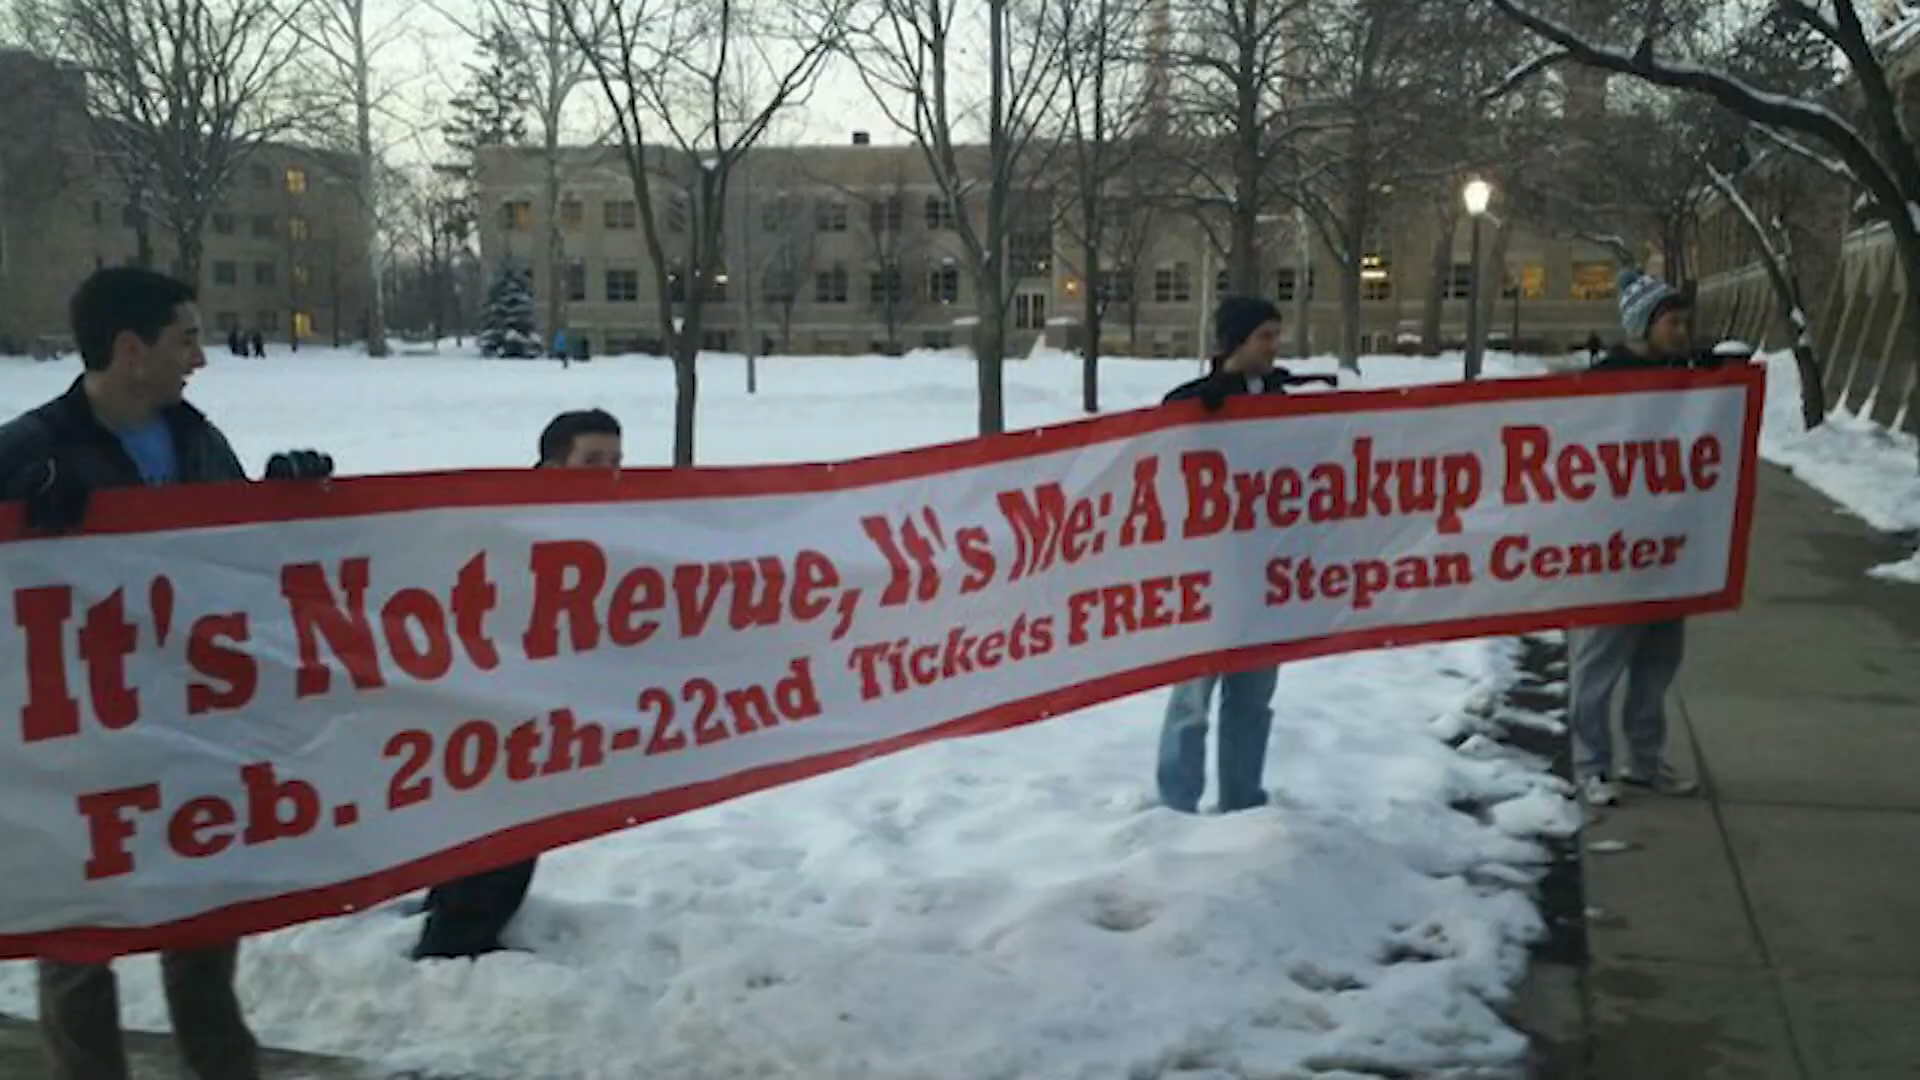 It's Not Revue, It's Me: A Breakup Revue
Feb. 20th-22nd Tickets FREE Stepan Center